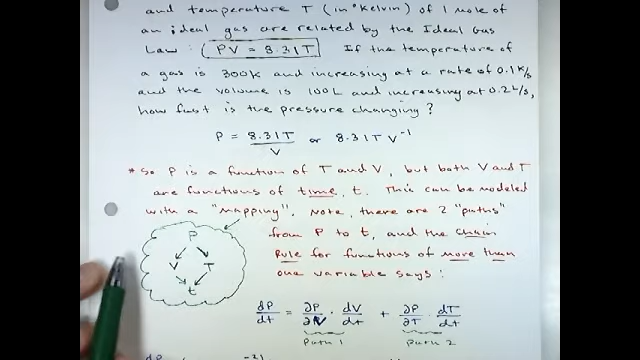 and temperature T (in °Kelvin) of 1 mole of
an ideal gas are related by the Ideal Gas
Law: PV = 8.31T If the temperature of
a gas is 300K and increasing at a rate of 0.1 K/s
and the volume is 100L and increasing at 0.2 L/s,
how fast is the pressure changing?
P = 8.31T/V or 8.31TV⁻¹
* So P is a function of T and V, but both V and T
are functions of time, t. This can be modeled
with a "mapping". Note, there are 2 "paths"
from P to t, and the chain
Rule for functions of more than
one variable says:
P
V T
t
dP/dt = ∂P/∂V · dV/dt + ∂P/∂T · dT/dt
Path 1 Path 2